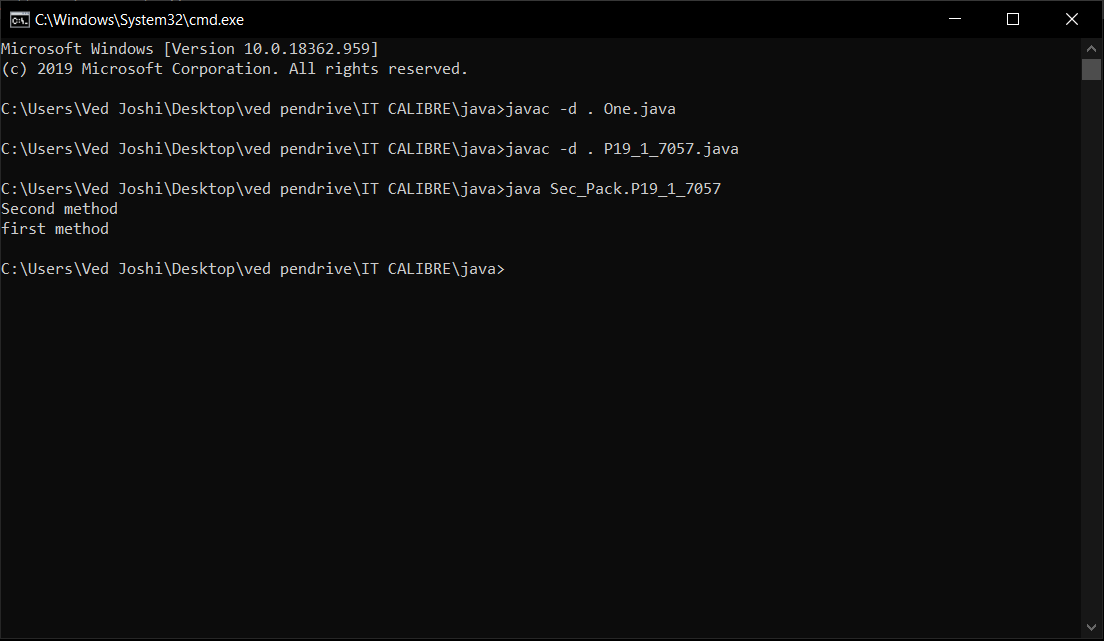 C:\Windows\System32\cmd.exe
Microsoft Windows [Version 10.0.18362.959]
(c) 2019 Microsoft Corporation. All rights reserved.
C:\Users\Ved Joshi\Desktop\ved pendrive\IT CALIBRE\java>javac -d . One.java
C:\Users\Ved Joshi\Desktop\ved pendrive\IT CALIBRE\java>javac -d . P19_1_7057.java
C:\Users\Ved Joshi\Desktop\ved pendrive\IT CALIBRE\java>java Sec_Pack.P19_1_7057
Second method
first method
C:\Users\Ved Joshi\Desktop\ved pendrive\IT CALIBRE\java>